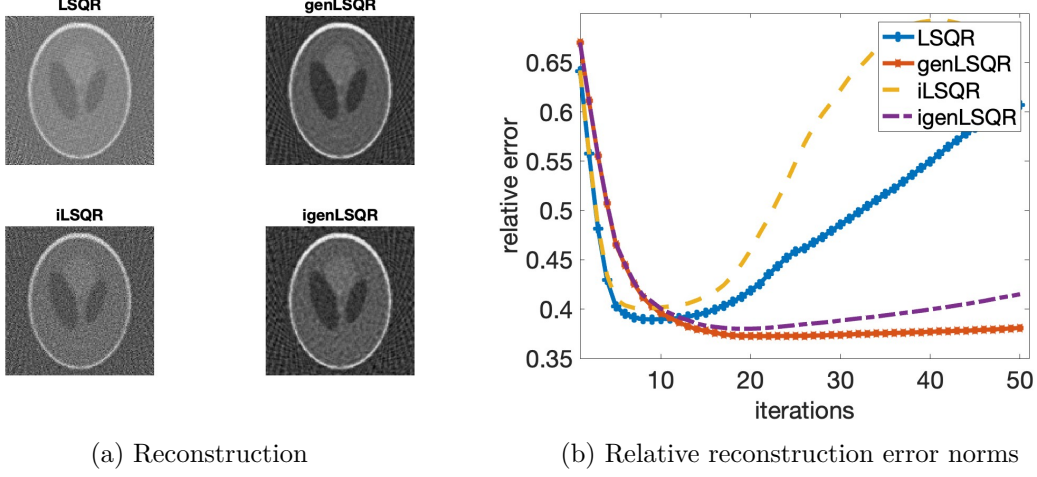 LSQR
genLSQR
iLSQR
igenLSQR
0.65
0.6
0.55
0.5
0.45
0.4
0.35
relative error
10
20
30
40
50
iterations
LSQR
genLSQR
iLSQR
igenLSQR
(a) Reconstruction
(b) Relative reconstruction error norms